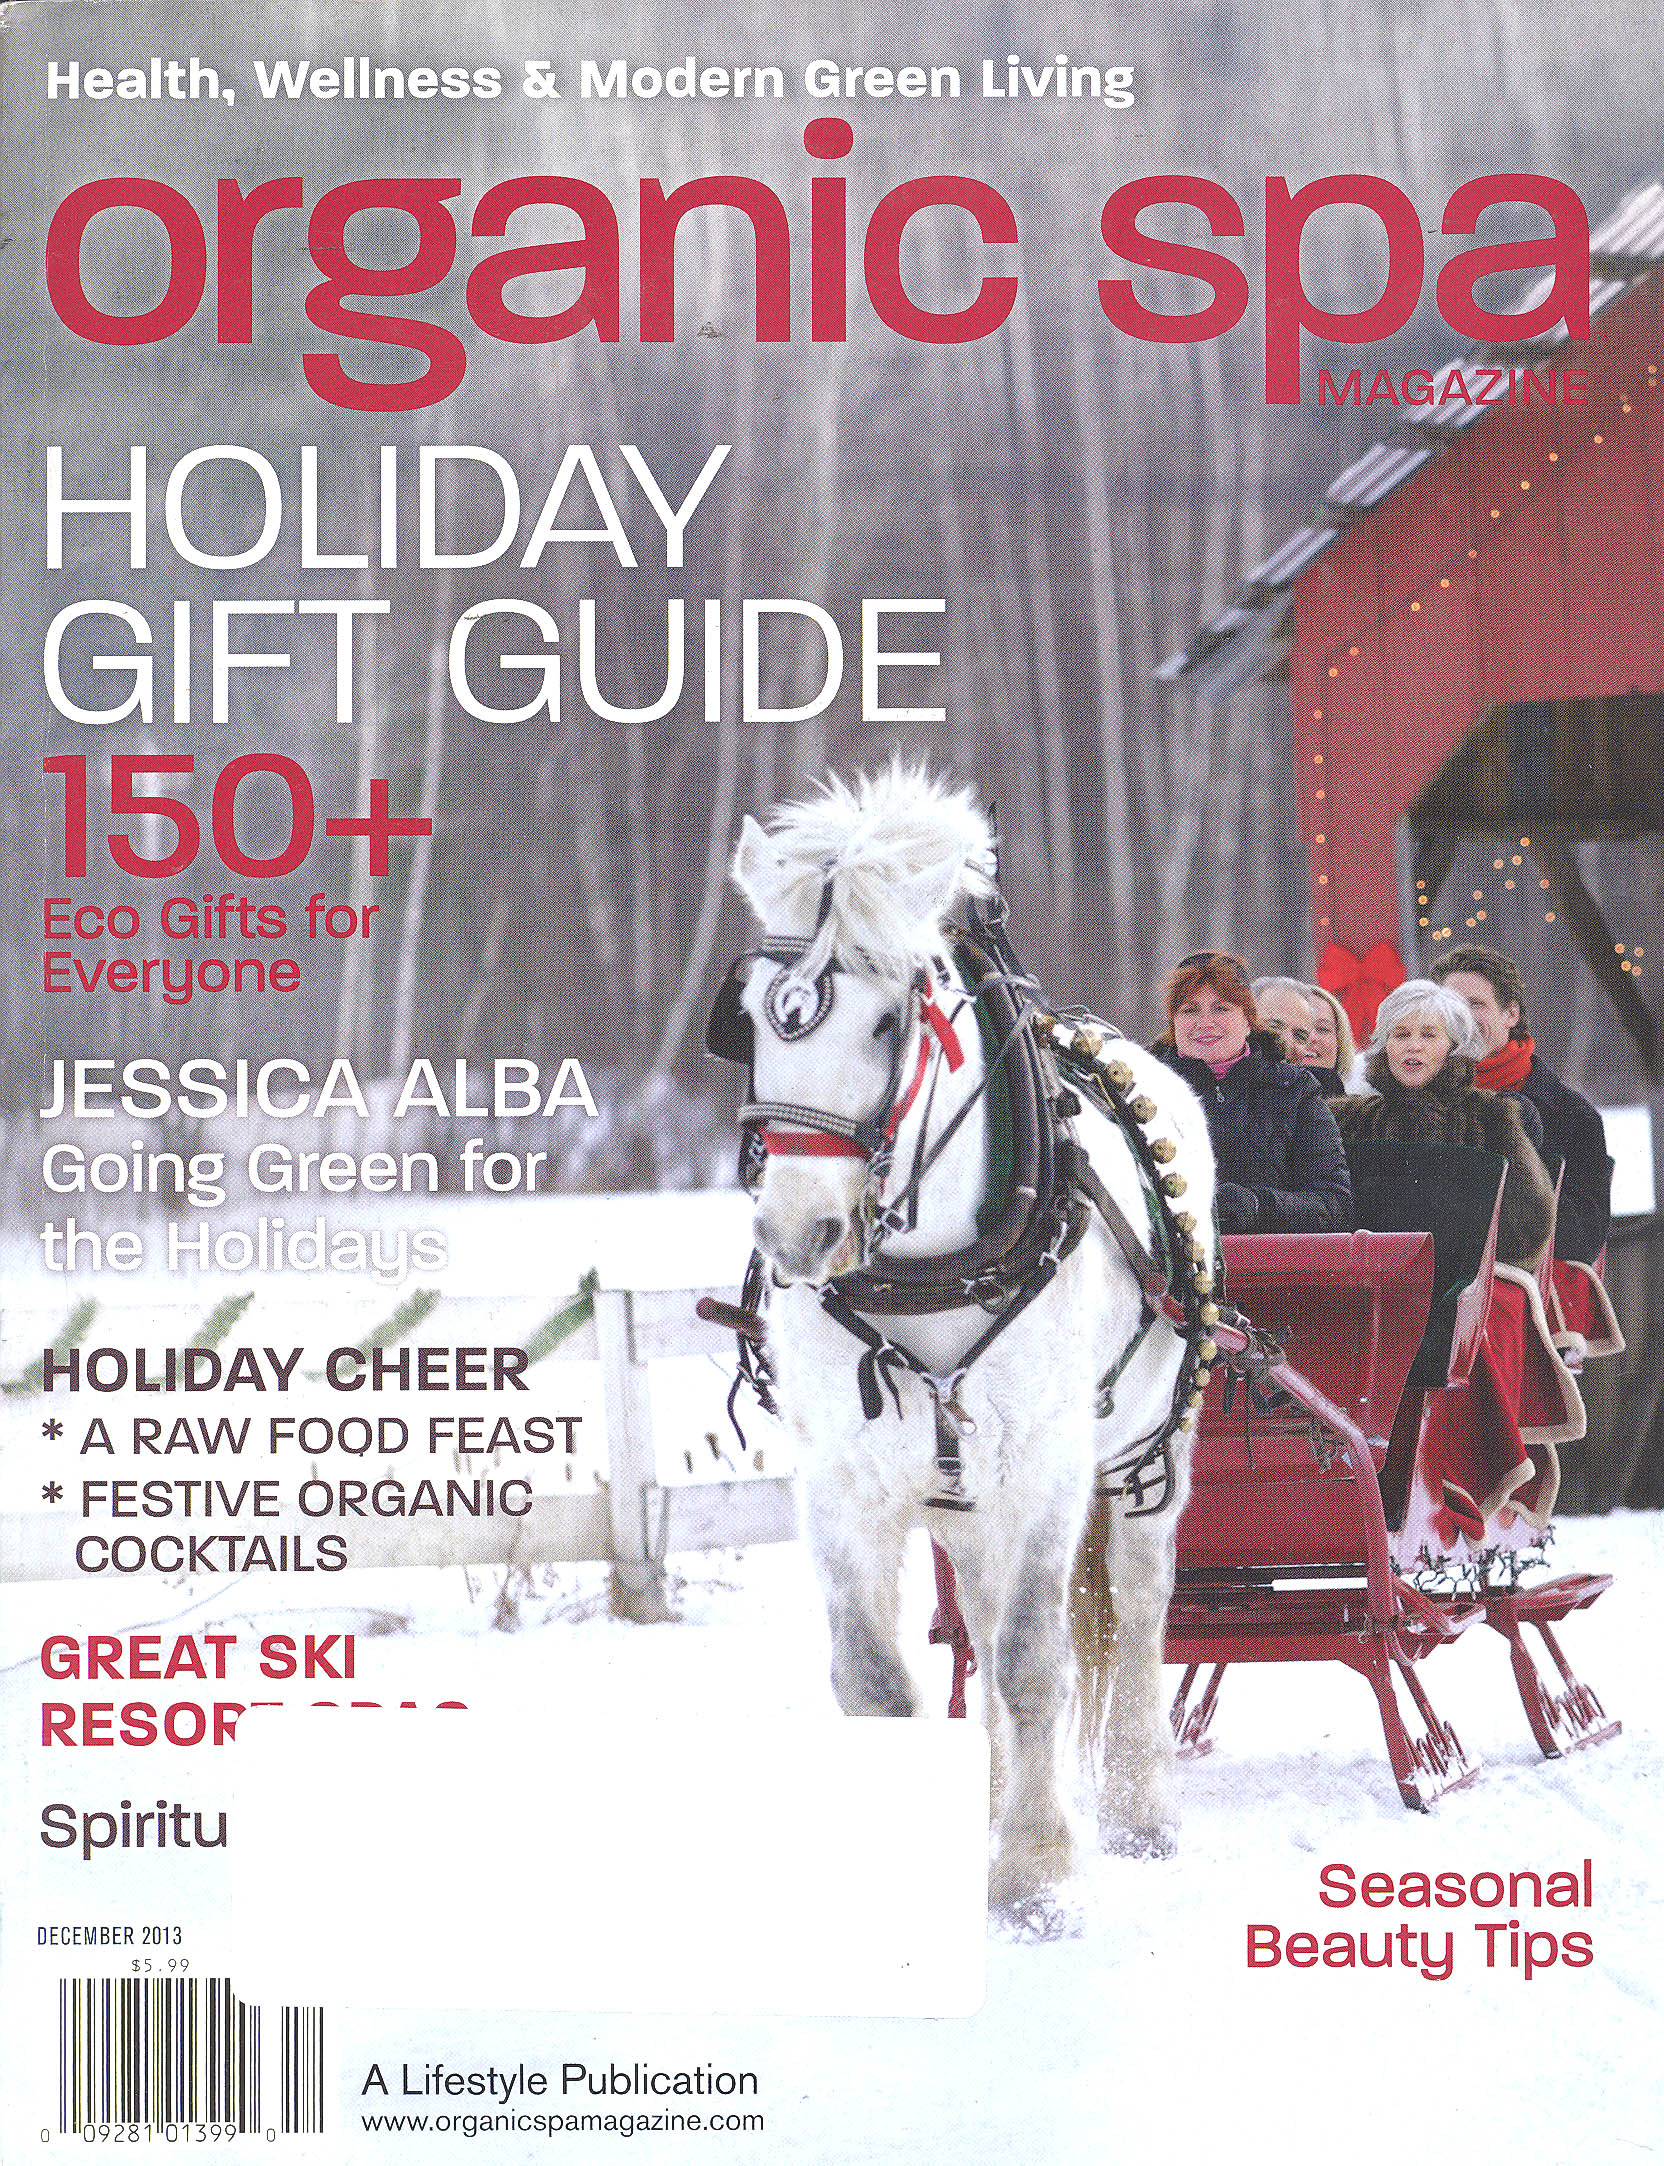 Health, Wellness & Modern Green Living
organic spa
MAGAZINE
HOLIDAY
GIFT GUIDE
150+
Eco Gifts for
Everyone
JESSICA ALBA
Going Green for
the Holidays
HOLIDAY CHEER
* A RAW FOOD FEAST
* FESTIVE ORGANIC
COCKTAILS
GREAT SKI
Seasonal
Beauty Tips
DECEMBER 2013
$5.99
0 09281 01399 0
A Lifestyle Publication
www.organicspamagazine.com